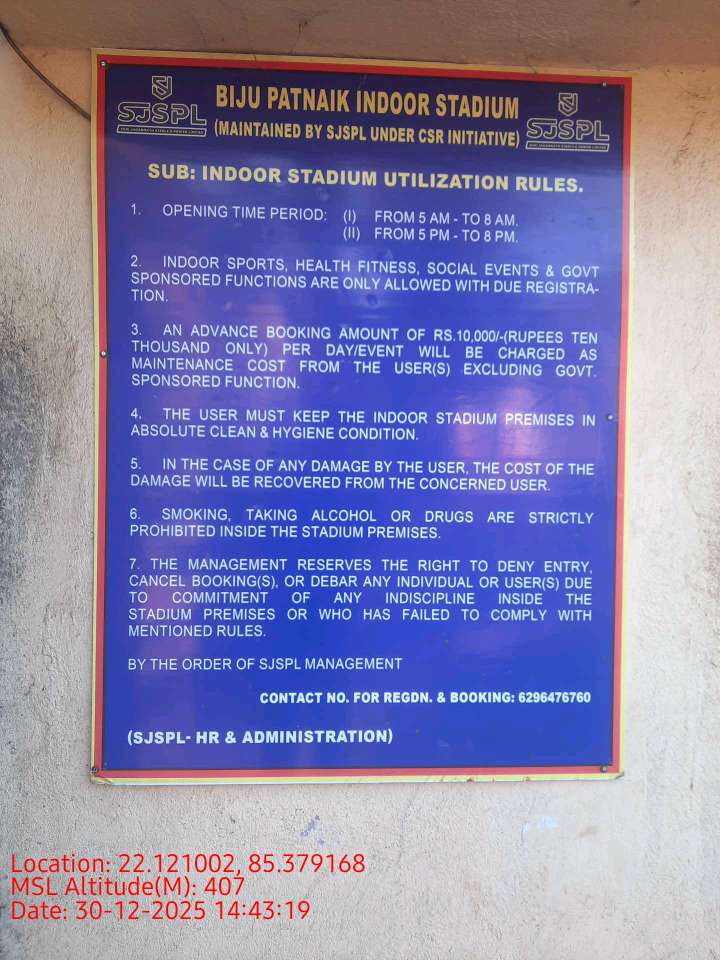 SJSPL
BIJU PATNAIK INDOOR STADIUM
(MAINTAINED BY SJSPL UNDER CSR INITIATIVE)
SJSPL
SUB: INDOOR STADIUM UTILIZATION RULES.
1. OPENING TIME PERIOD: (I) FROM 5 AM - TO 8 AM.
(II) FROM 5 PM - TO 8 PM.
2. INDOOR SPORTS, HEALTH FITNESS, SOCIAL EVENTS & GOVT
SPONSORED FUNCTIONS ARE ONLY ALLOWED WITH DUE REGISTRA-
TION.
3. AN ADVANCE BOOKING AMOUNT OF RS.10,000/-(RUPEES TEN
THOUSAND ONLY) PER DAY/EVENT WILL BE CHARGED AS
MAINTENANCE COST FROM THE USER(S) EXCLUDING GOVT.
SPONSORED FUNCTION.
4. THE USER MUST KEEP THE INDOOR STADIUM PREMISES IN
ABSOLUTE CLEAN & HYGIENE CONDITION.
5. IN THE CASE OF ANY DAMAGE BY THE USER, THE COST OF THE
DAMAGE WILL BE RECOVERED FROM THE CONCERNED USER.
6. SMOKING, TAKING ALCOHOL OR DRUGS ARE STRICTLY
PROHIBITED INSIDE THE STADIUM PREMISES.
7. THE MANAGEMENT RESERVES THE RIGHT TO DENY ENTRY,
CANCEL BOOKING(S), OR DEBAR ANY INDIVIDUAL OR USER(S) DUE
TO COMMITMENT OF ANY INDISCIPLINE INSIDE THE
STADIUM PREMISES OR WHO HAS FAILED TO COMPLY WITH
MENTIONED RULES.
BY THE ORDER OF SJSPL MANAGEMENT
CONTACT NO. FOR REGDN. & BOOKING: 6296476760
(SJSPL- HR & ADMINISTRATION)
Location: 22.121002, 85.379168
MSL Altitude(M): 407
Date: 30-12-2025 14:43:19